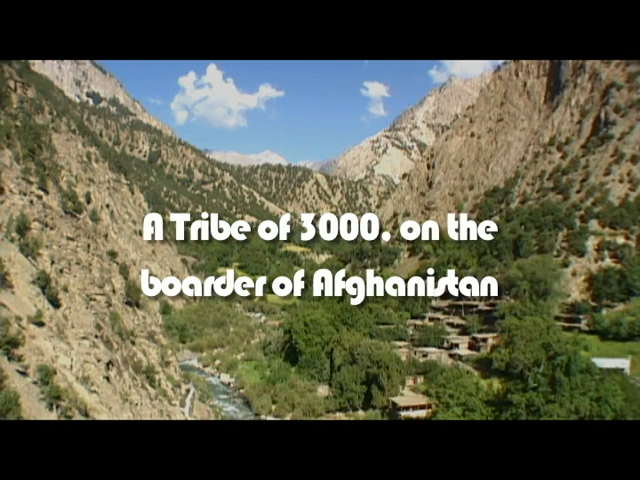 A Tribe of 3000, on the
boarder of Afghanistan